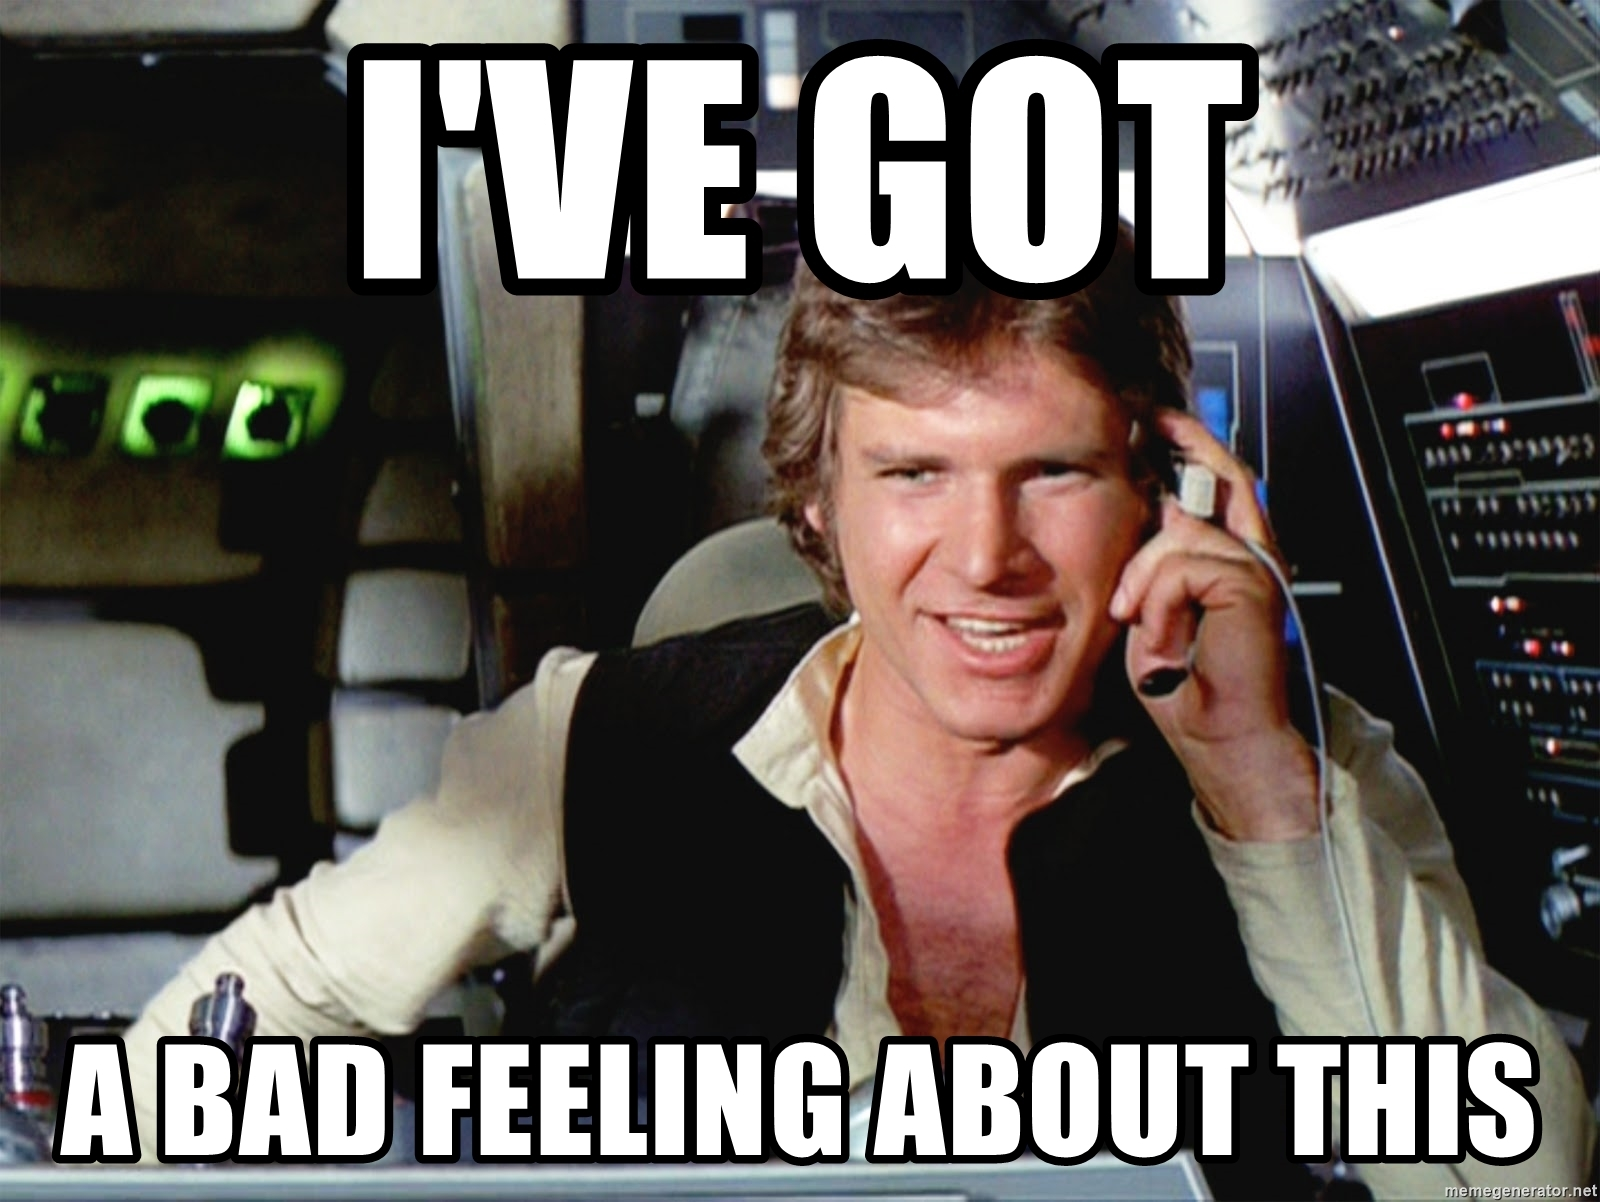 I'VE GOT
A BAD FEELING ABOUT THIS
memegenerator.net